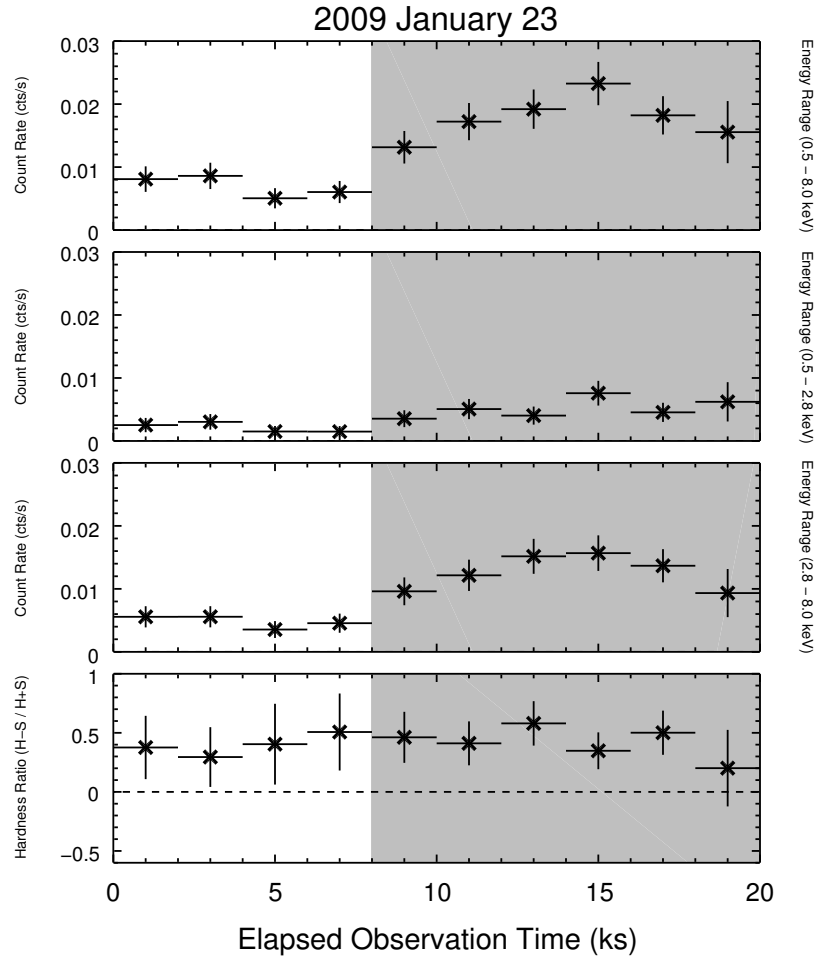 2009 January 23
0.03
0.02
0.01
0
Count Rate (cts/s)
Energy Range (0.5 − 8.0 keV)
0.03
0.02
0.01
0
Count Rate (cts/s)
Energy Range (0.5 − 2.8 keV)
0.03
0.02
0.01
0
Count Rate (cts/s)
Energy Range (2.8 − 8.0 keV)
1
0.5
0
−0.5
Hardness Ratio (H−S / H+S)
0 5 10 15 20
Elapsed Observation Time (ks)